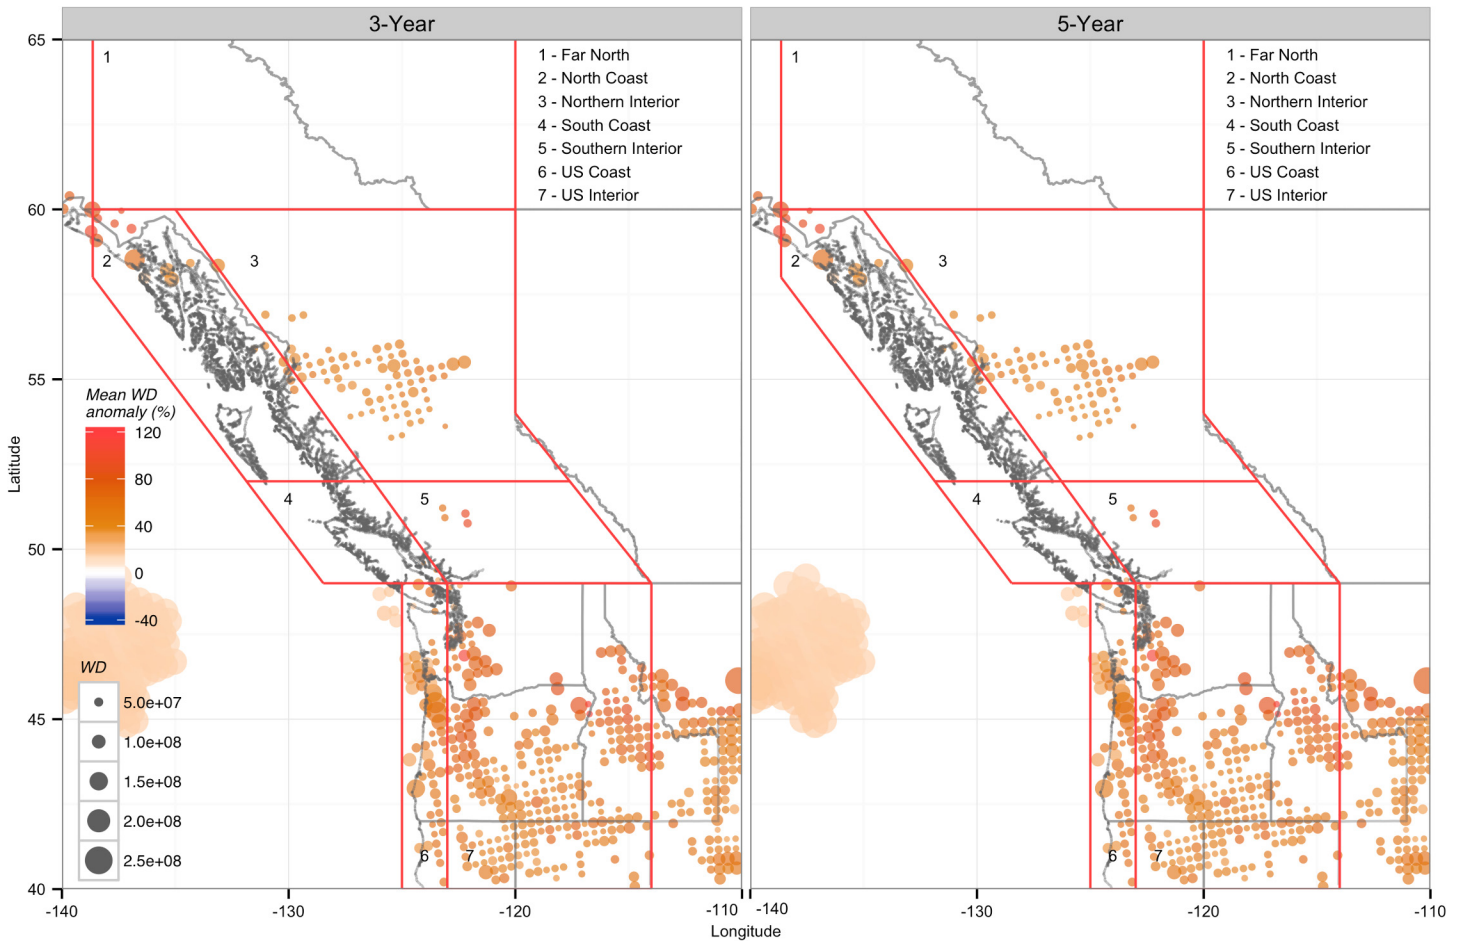 3-Year
5-Year
65
60
55
50
45
40
Latitude
1
2
3
4
5
6
7
1 - Far North
2 - North Coast
3 - Northern Interior
4 - South Coast
5 - Southern Interior
6 - US Coast
7 - US Interior
1
2
3
4
5
6
7
1 - Far North
2 - North Coast
3 - Northern Interior
4 - South Coast
5 - Southern Interior
6 - US Coast
7 - US Interior
Mean WD
anomaly (%)
120
80
40
0
-40
WD
5.0e+07
1.0e+08
1.5e+08
2.0e+08
2.5e+08
-140
-130
-120
-110
-140
-130
-120
-110
Longitude